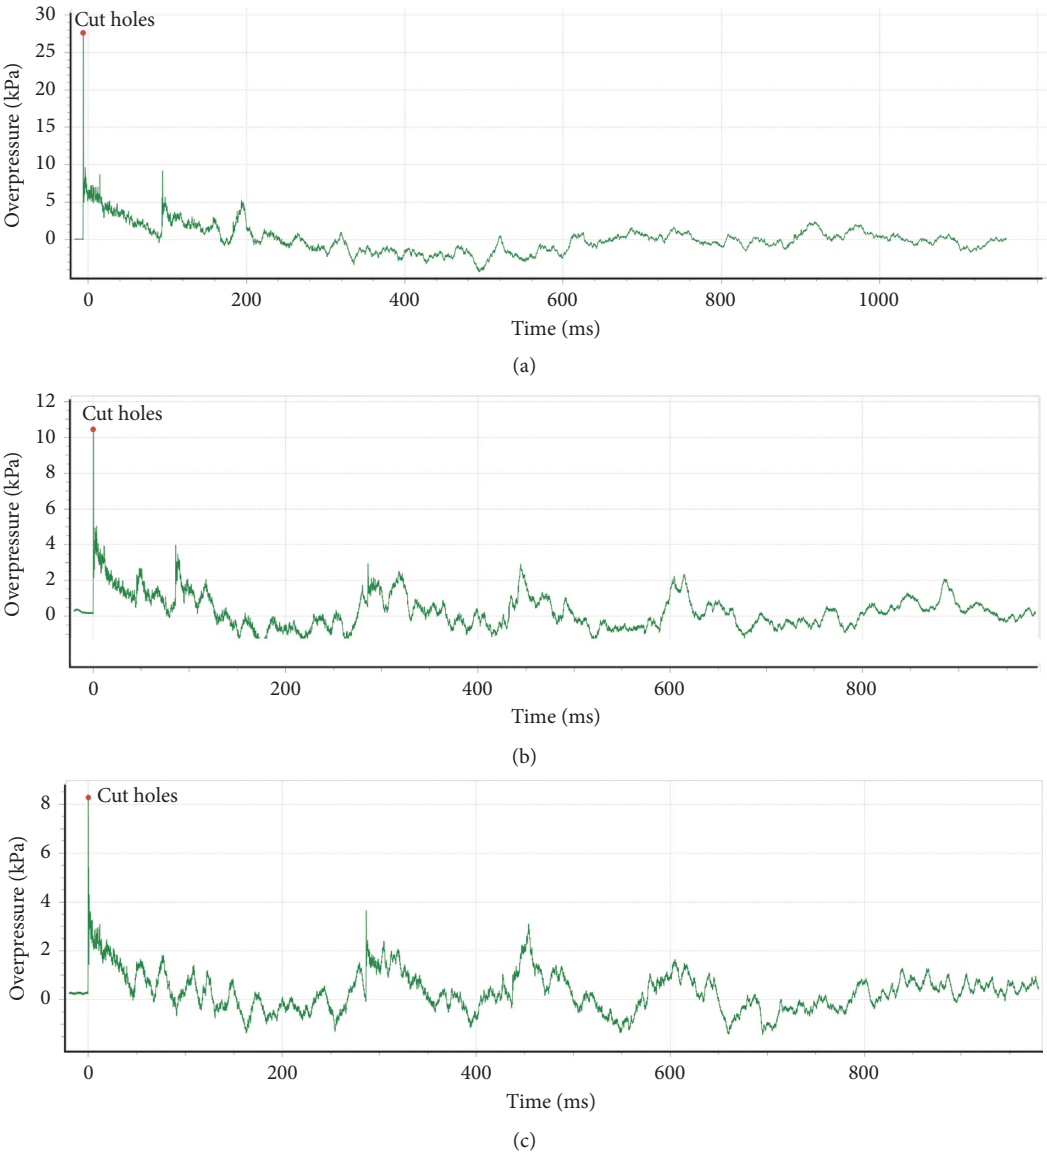 Cut holes
30
25
20
15
10
5
0
Overpressure (kPa)
0 200 400 600 800 1000
Time (ms)
(a)
Cut holes
12
10
8
6
4
2
0
Overpressure (kPa)
0 200 400 600 800
Time (ms)
(b)
Cut holes
8
6
4
2
0
Overpressure (kPa)
0 200 400 600 800
Time (ms)
(c)